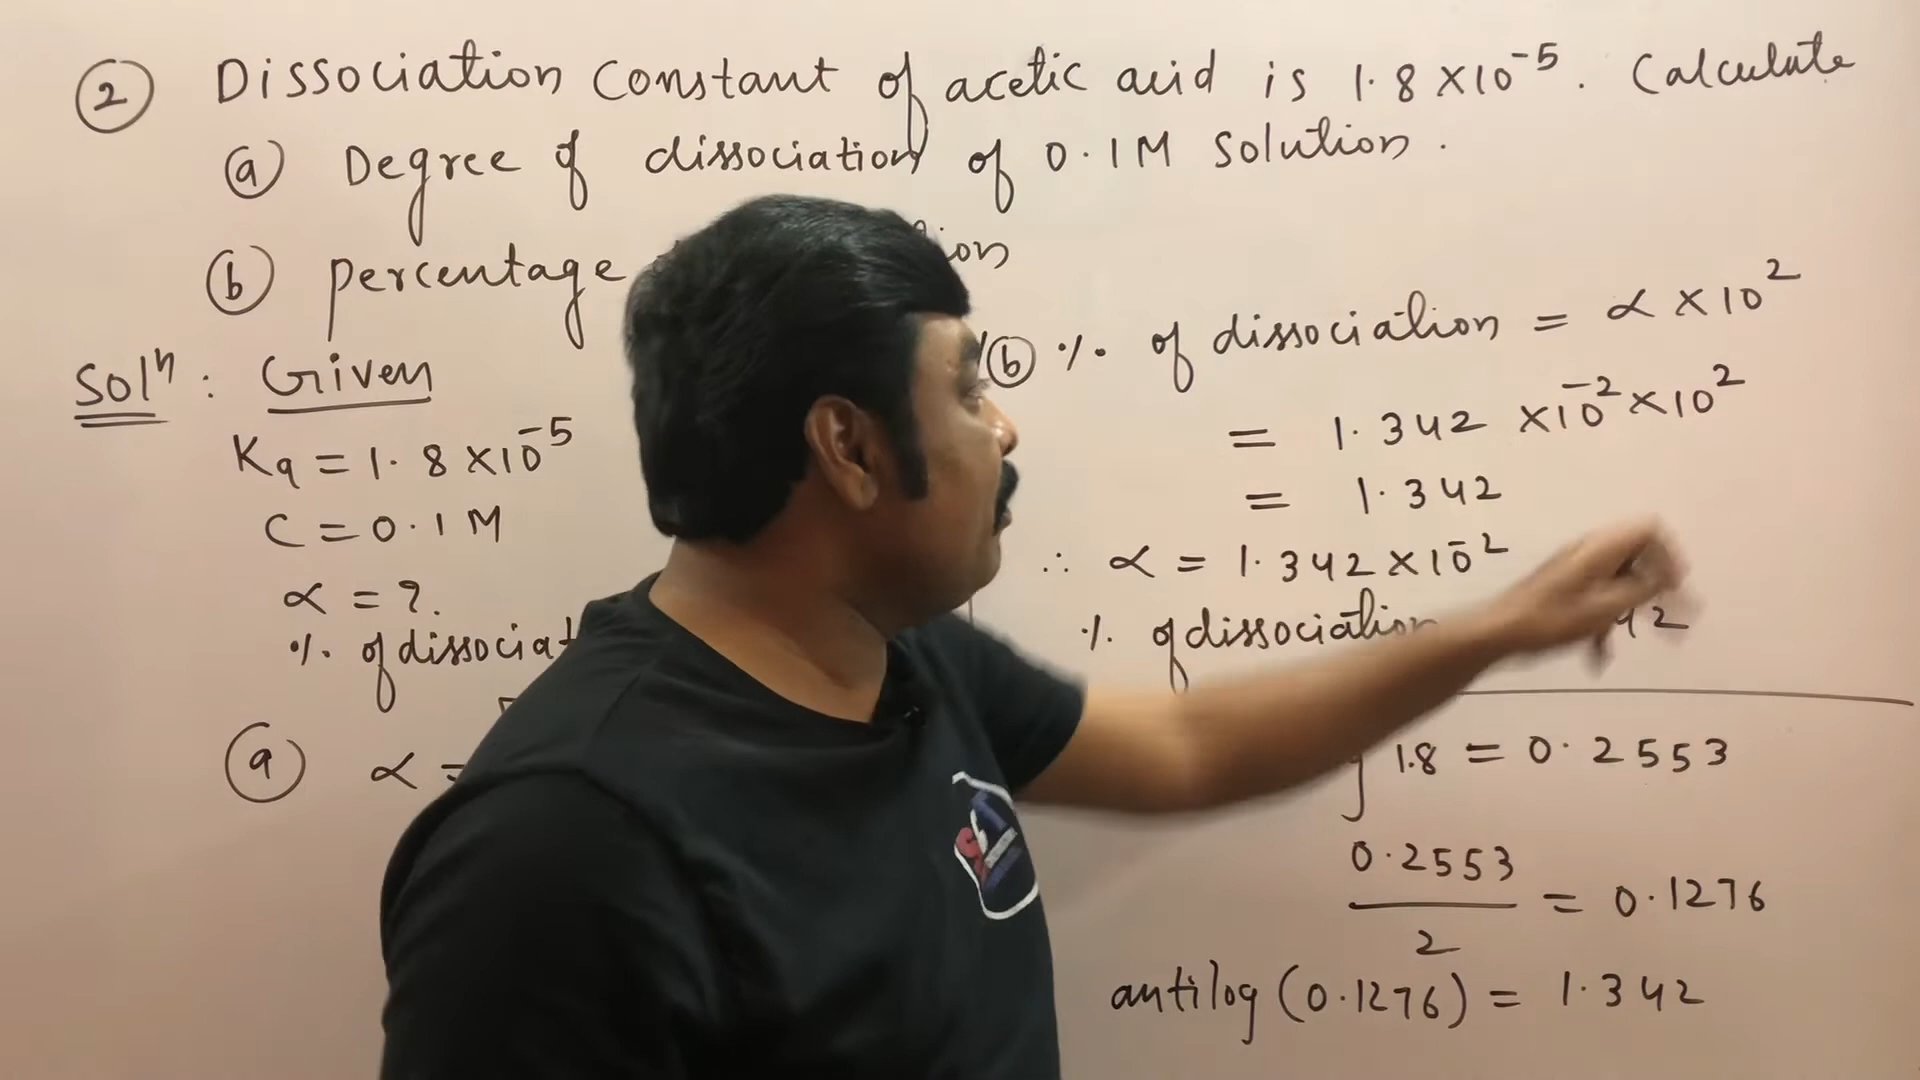 ② Dissociation Constant of acetic acid is 1.8 × 10⁻⁵. Calculate
ⓐ Degree of dissociation of 0.1M Solution.
ⓑ percentage
Solⁿ : Given
Ka = 1.8 × 10⁻⁵
C = 0.1 M
α = ?.
% of dissociat
ⓐ α =
ⓑ % of dissociation = α × 10²
= 1.342 × 10⁻² × 10²
= 1.342
∴ α = 1.342 × 10⁻²
% of dissociation 42
1.8 = 0.2553
0.2553 / 2 = 0.1276
antilog (0.1276) = 1.342